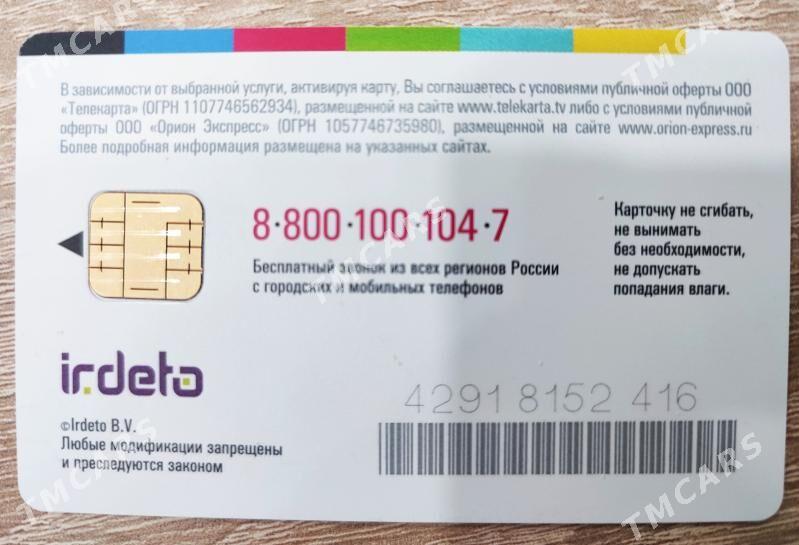 В зависимости от выбранной услуги, активируя карту, Вы соглашаетесь с условиями публичной оферты ООО
«Телекарта» (ОГРН 1107746562934), размещенной на сайте www.telekarta.tv либо с условиями публичной
оферты ООО «Орион Экспресс» (ОГРН 1057746735980), размещенной на сайте www.orion-express.ru
Более подробная информация размещена на указанных сайтах.
8·800·100·104·7
Бесплатный звонок из всех регионов России
с городских и мобильных телефонов
Карточку не сгибать,
не вынимать
без необходимости,
не допускать
попадания влаги.
irdeto
4291 8152 416
©Irdeto B.V.
Любые модификации запрещены
и преследуются законом
TMCARS
TMCARS
TMCARS
TMCARS
TMCARS